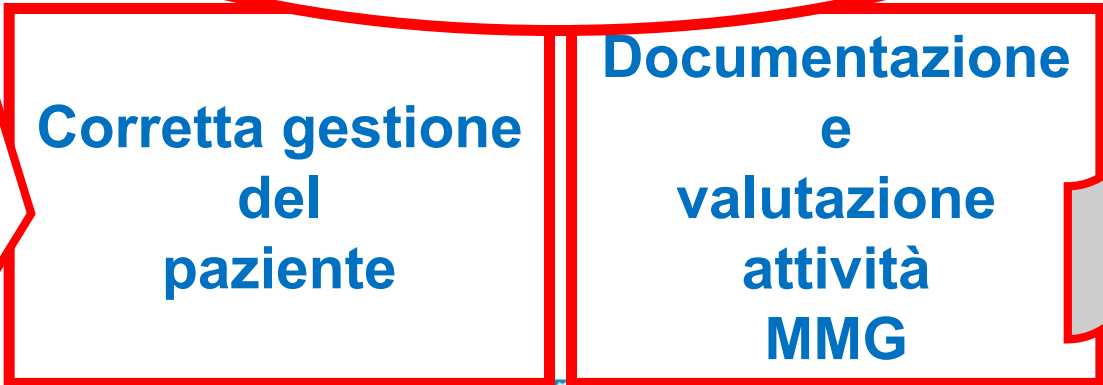 Corretta gestione
del
paziente
Documentazione
e
valutazione
attività
MMG